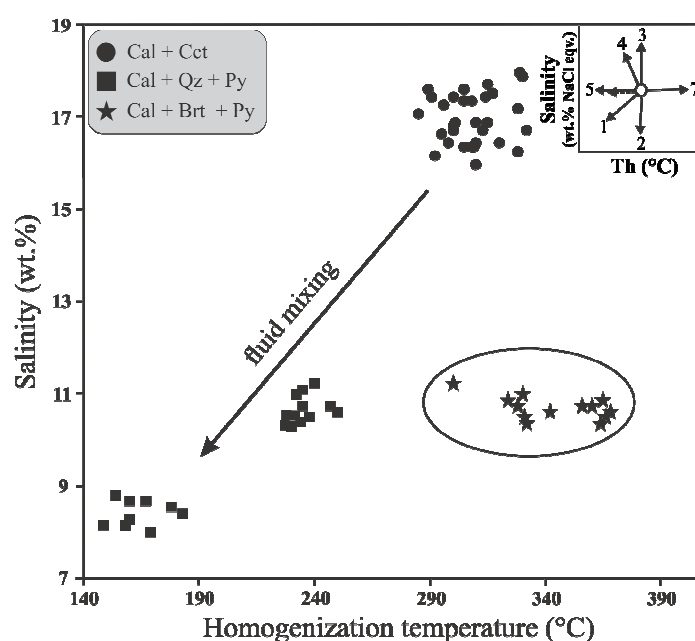 19
17
15
13
11
9
7
Salinity (wt.%)
Cal + Cct
Cal + Qz + Py
Cal + Brt + Py
Salinity
(wt.% NaCl eqv.)
3
4
5
7
1
2
Th (°C)
fluid mixing
140
190
240
290
340
390
Homogenization temperature (°C)